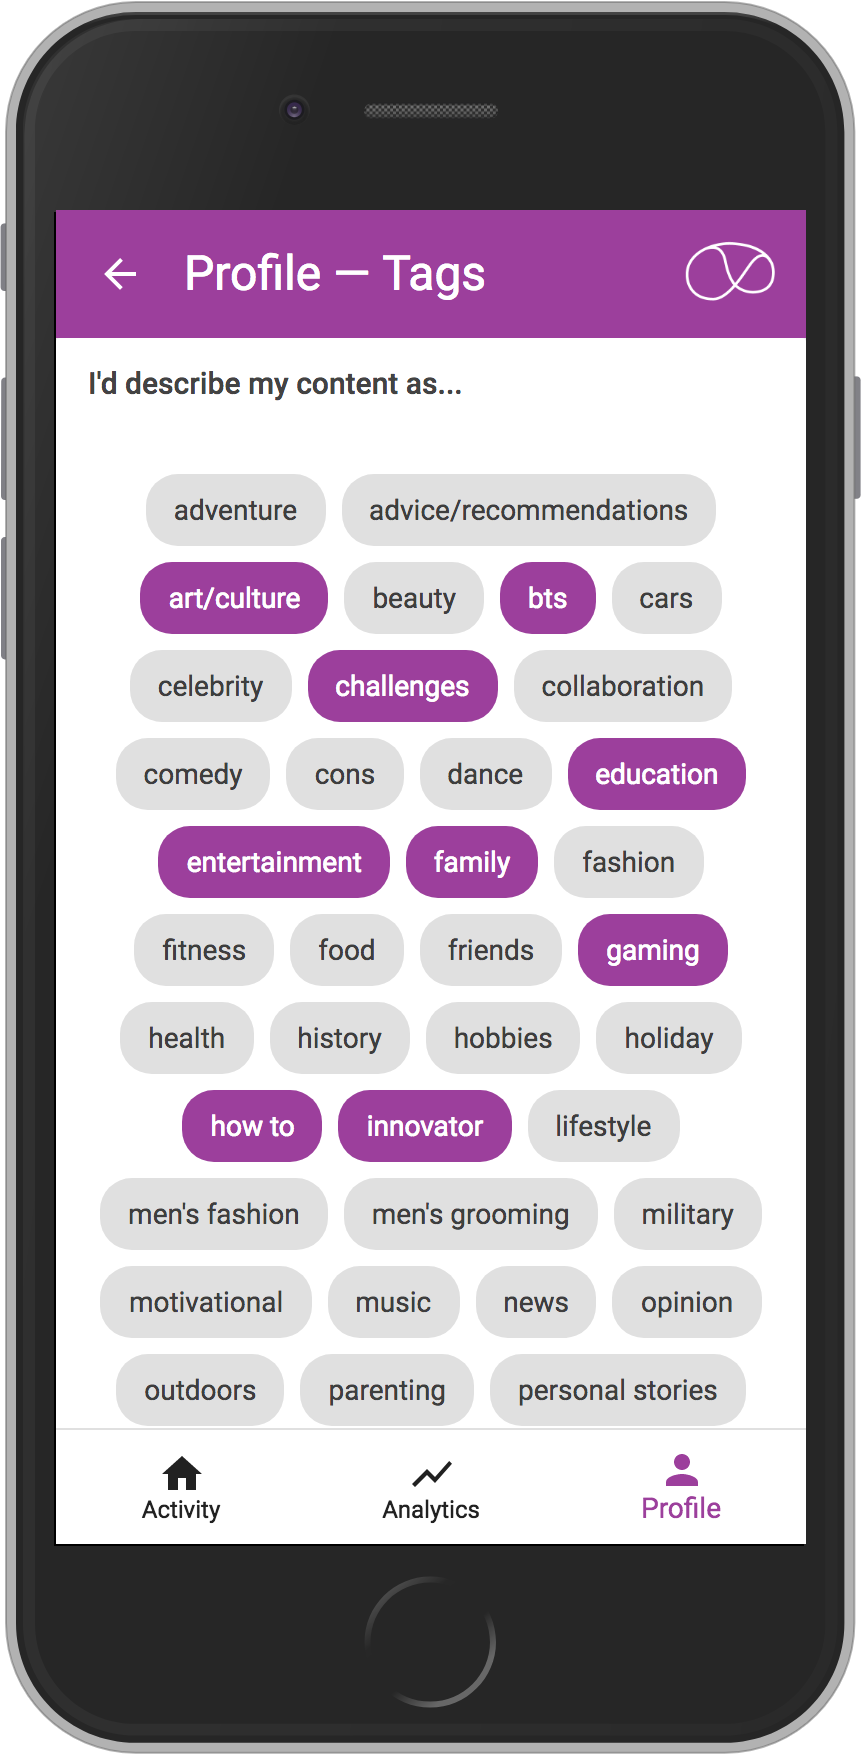 Profile — Tags
I'd describe my content as...
adventure advice/recommendations
art/culture beauty bts cars
celebrity challenges collaboration
comedy cons dance education
entertainment family fashion
fitness food friends gaming
health history hobbies holiday
how to innovator lifestyle
men's fashion men's grooming military
motivational music news opinion
outdoors parenting personal stories
Activity Analytics Profile